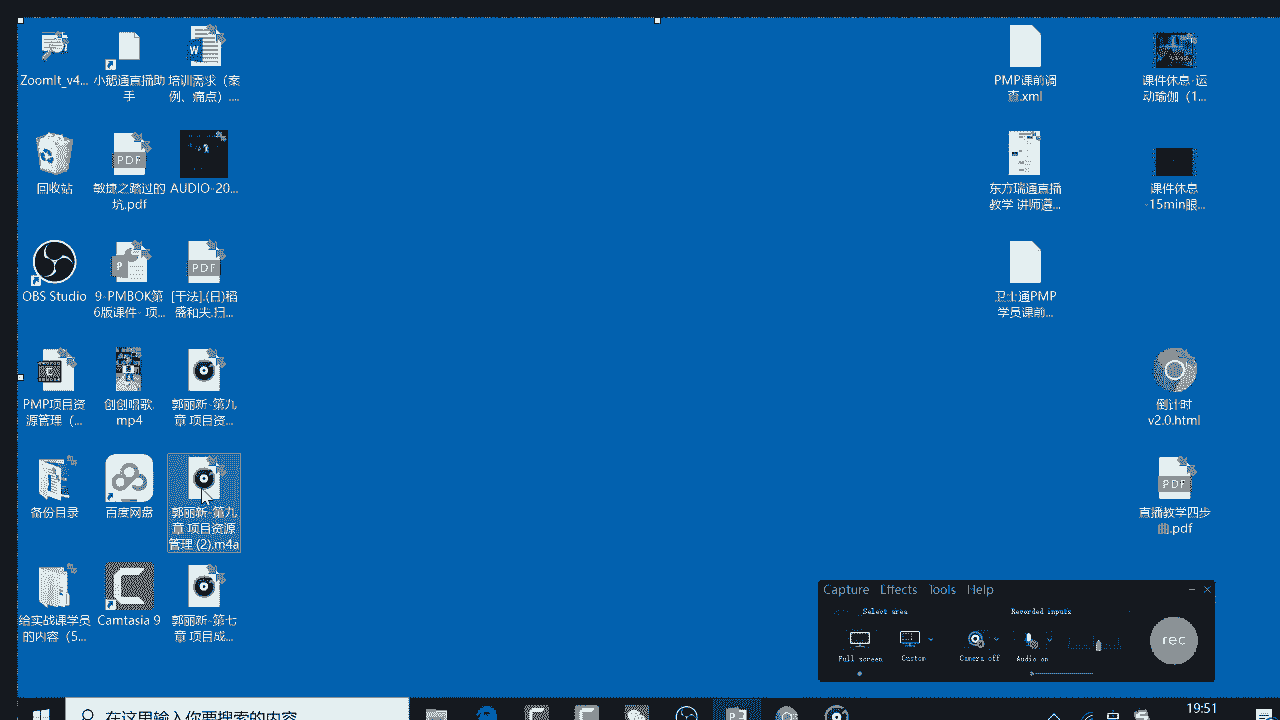 ZoomIt_v4...
小鹅通直播助
手
培训需求（案
例、痛点）....
PMP课前调
查.xml
课件休息-运
动瑜伽（1...
回收站
PDF
敏捷之踏过的
坑.pdf
AUDIO-20...
东方瑞通直播
教学 讲师遵...
课件休息
-15min眼...
OBS Studio
9-PMBOK第
6版课件- 项...
PDF
[干法].(日)稻
盛和夫.扫...
卫士通PMP
学员课前...
PMP项目资
源管理（...
创创唱歌.
mp4
郭丽新-第九
章 项目资...
倒计时
v2.0.html
备份目录
百度网盘
郭丽新-第九
章 项目资源
管理 (2).m4a
PDF
直播教学四步
曲.pdf
给实战课学员
的内容（5...
Camtasia 9
郭丽新-第七
章 项目成...
Capture Effects Tools Help
Select area
Recorded inputs
Full screen
Custom
Camera off
Audio on
rec
在这里输入你要搜索的内容
19:51